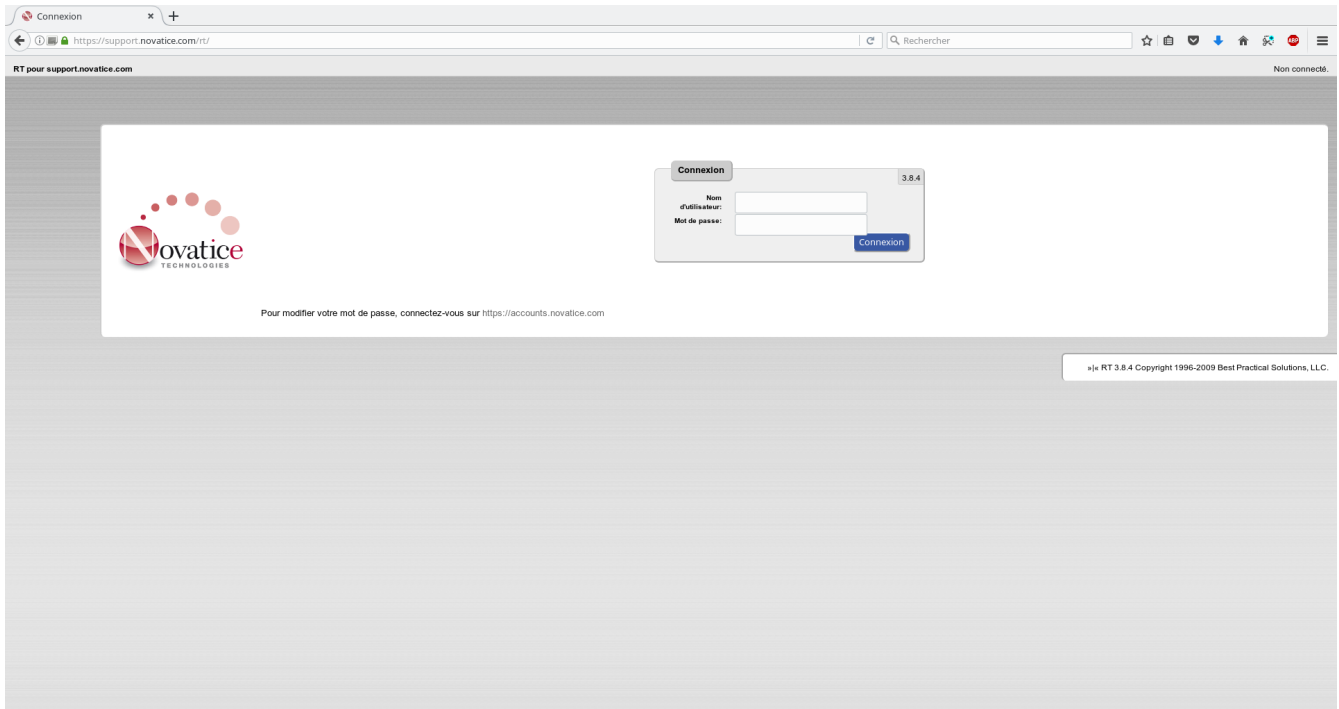 Connexion
https://support.novatice.com/rt/
Rechercher
ABP
RT pour support.novatice.com
Non connecté.
Connexion
3.8.4
Nom
d'utilisateur:
Mot de passe:
Connexion
Novatice
TECHNOLOGIES
Pour modifier votre mot de passe, connectez-vous sur https://accounts.novatice.com
»|« RT 3.8.4 Copyright 1996-2009 Best Practical Solutions, LLC.